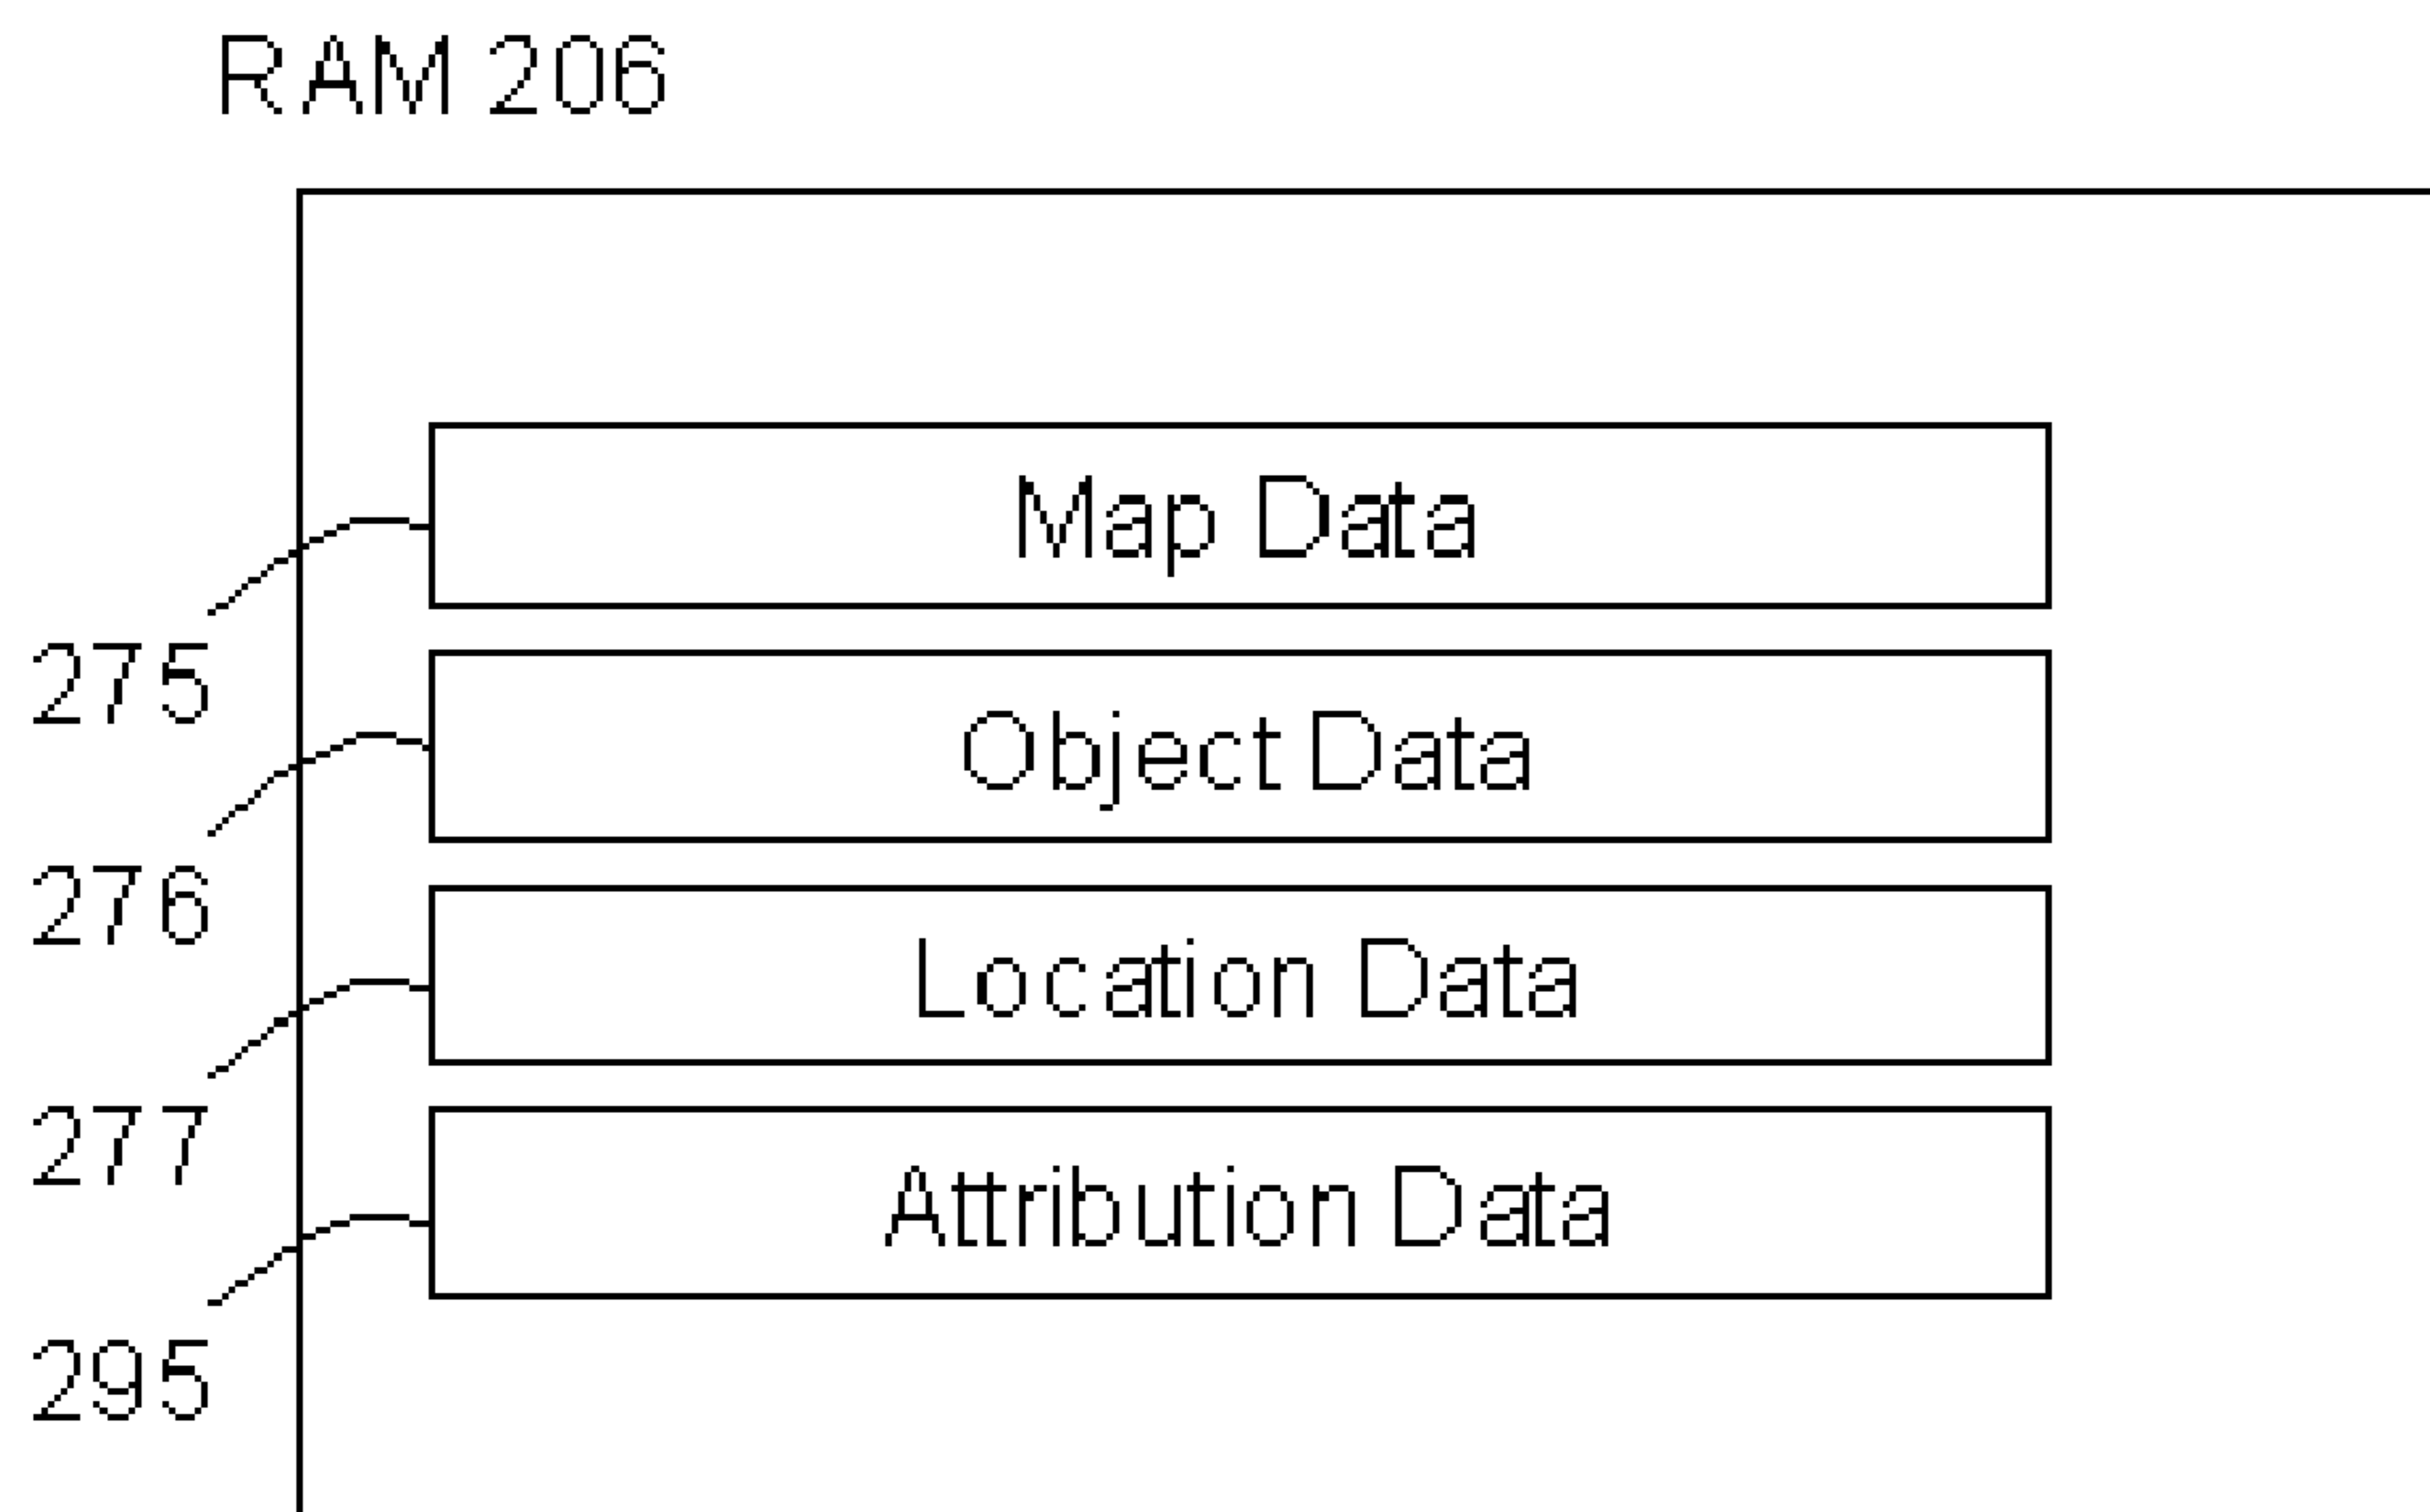 RAM 206
Map Data
275
Object Data
276
Location Data
277
Attribution Data
295